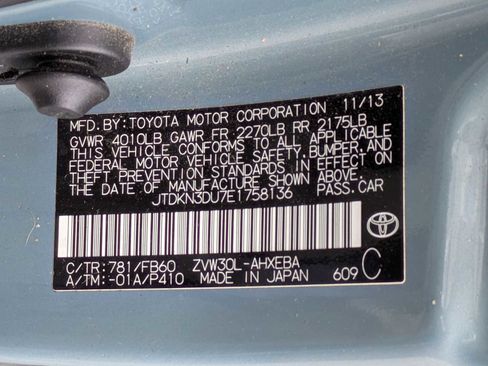 MFD. BY: TOYOTA MOTOR CORPORATION 11/13
GVWR 4010LB GAWR FR 2270LB RR 2175LB
THIS VEHICLE CONFORMS TO ALL APPLICABLE
FEDERAL MOTOR VEHICLE SAFETY, BUMPER, AND
THEFT PREVENTION STANDARDS IN EFFECT ON
THE DATE OF MANUFACTURE SHOWN ABOVE.
JTDKN3DU7E1758136 PASS. CAR
C/TR: 781/FB60 ZVW30L-AHXEBA
A/TM: -01A/P410 MADE IN JAPAN 609 C